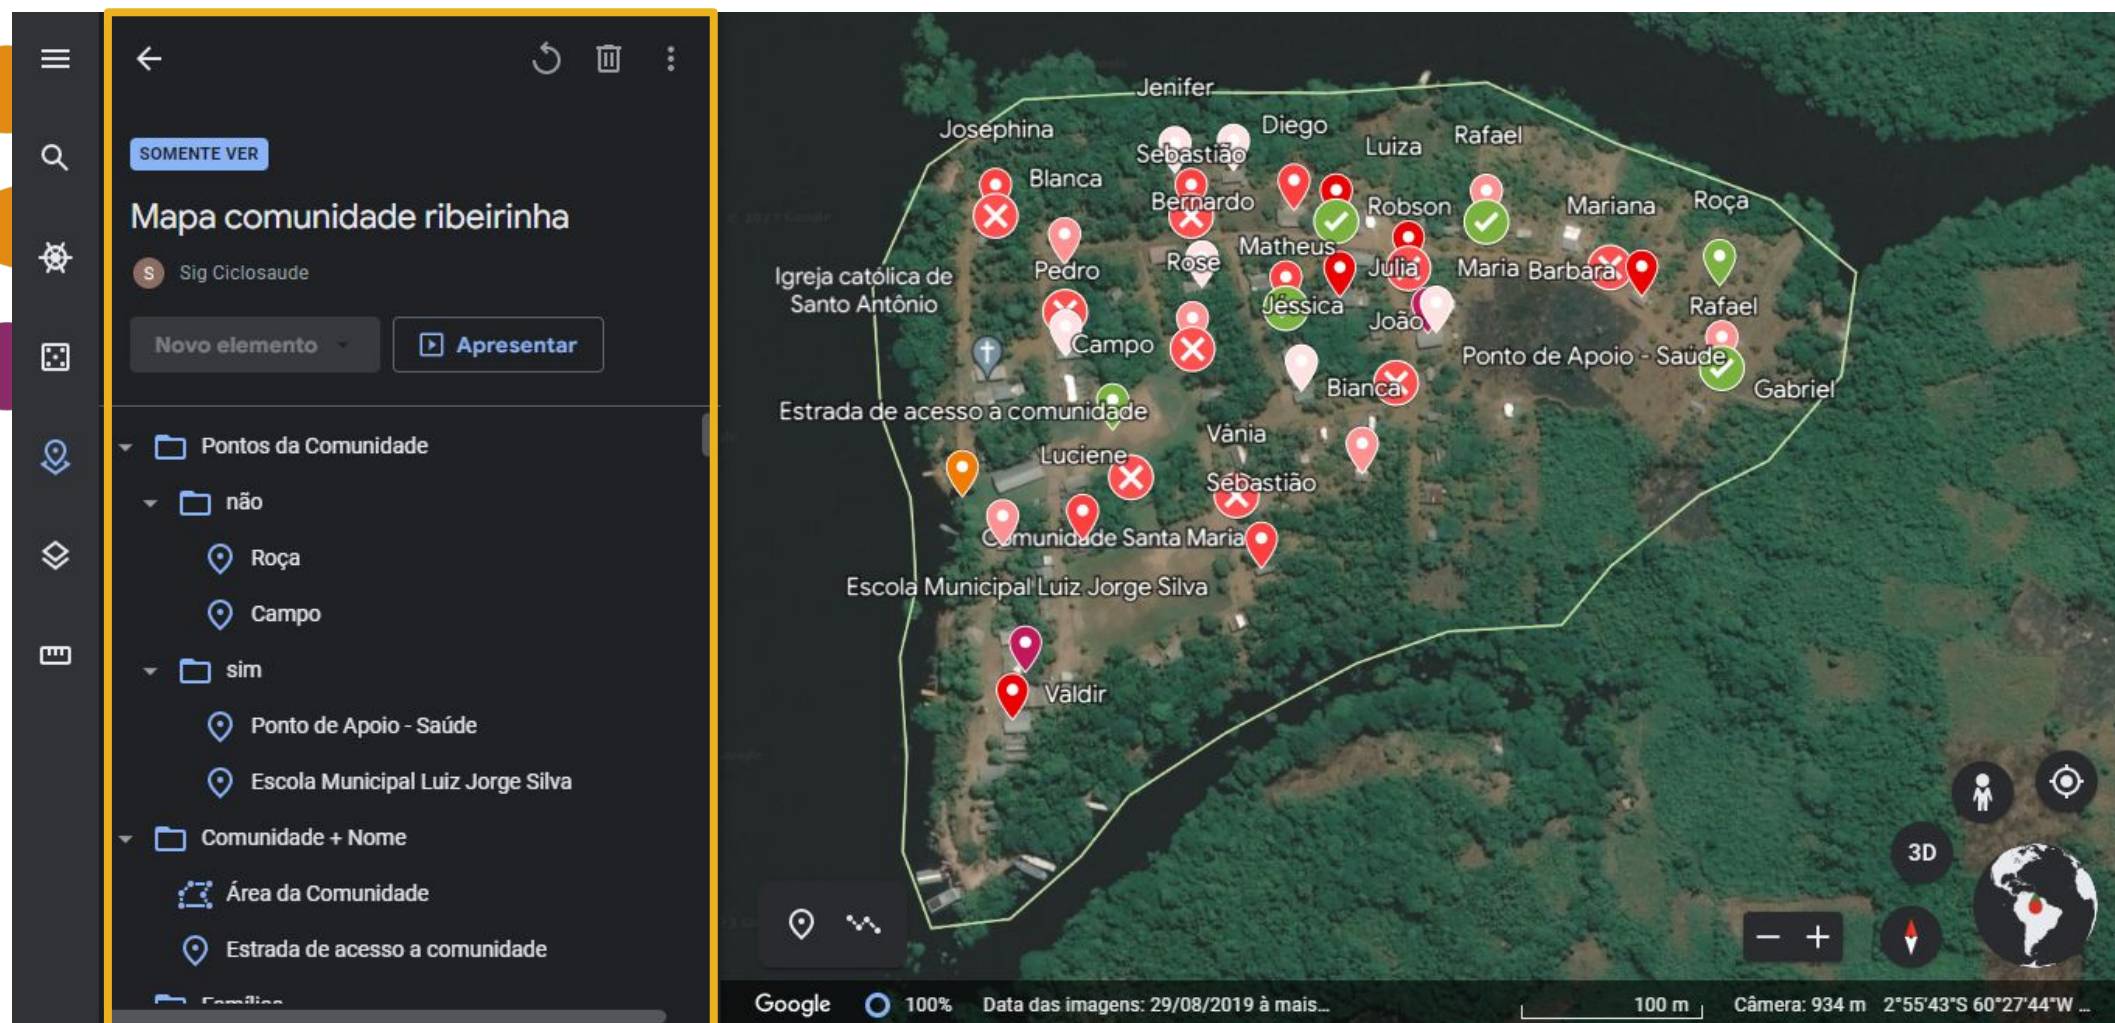 SOMENTE VER
Mapa comunidade ribeirinha
S Sig Ciclosaude
Novo elemento
Apresentar
Pontos da Comunidade
não
Roça
Campo
sim
Ponto de Apoio - Saúde
Escola Municipal Luiz Jorge Silva
Comunidade + Nome
Área da Comunidade
Estrada de acesso a comunidade
Jenifer
Josephina
Diego
Sebastião
Luiza
Rafael
Blanca
Bernardo
Robson
Mariana
Roça
Matheus
Rose
Pedro
Julia
Maria Barbara
Igreja católica de
Santo Antônio
Jéssica
João
Rafael
Campo
Ponto de Apoio - Saúde
Bianca
Gabriel
Estrada de acesso a comunidade
Vânia
Luciene
Sebastião
Comunidade Santa Maria
Escola Municipal Luiz Jorge Silva
Valdir
3D
Google
100%
Data das imagens: 29/08/2019 à mais...
100 m
Câmera: 934 m
2°55'43"S 60°27'44"W ...